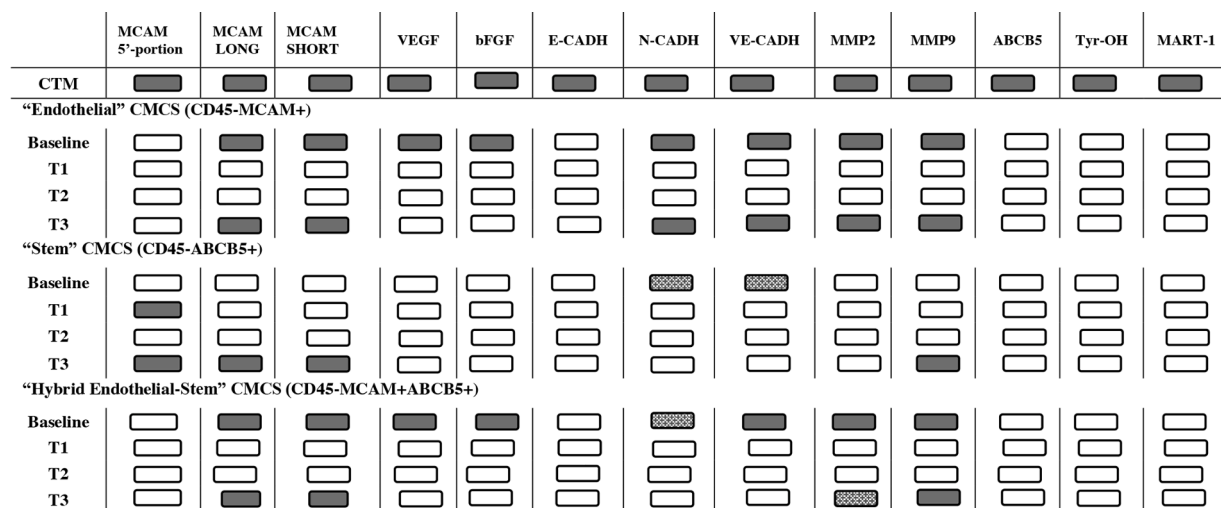 MCAM 5'-portion MCAM LONG MCAM SHORT VEGF bFGF E-CADH N-CADH VE-CADH MMP2 MMP9 ABCB5 Tyr-OH MART-1
CTM
“Endothelial” CMCS (CD45-MCAM+)
Baseline
T1
T2
T3
“Stem” CMCS (CD45-ABCB5+)
Baseline
T1
T2
T3
“Hybrid Endothelial-Stem” CMCS (CD45-MCAM+ABCB5+)
Baseline
T1
T2
T3